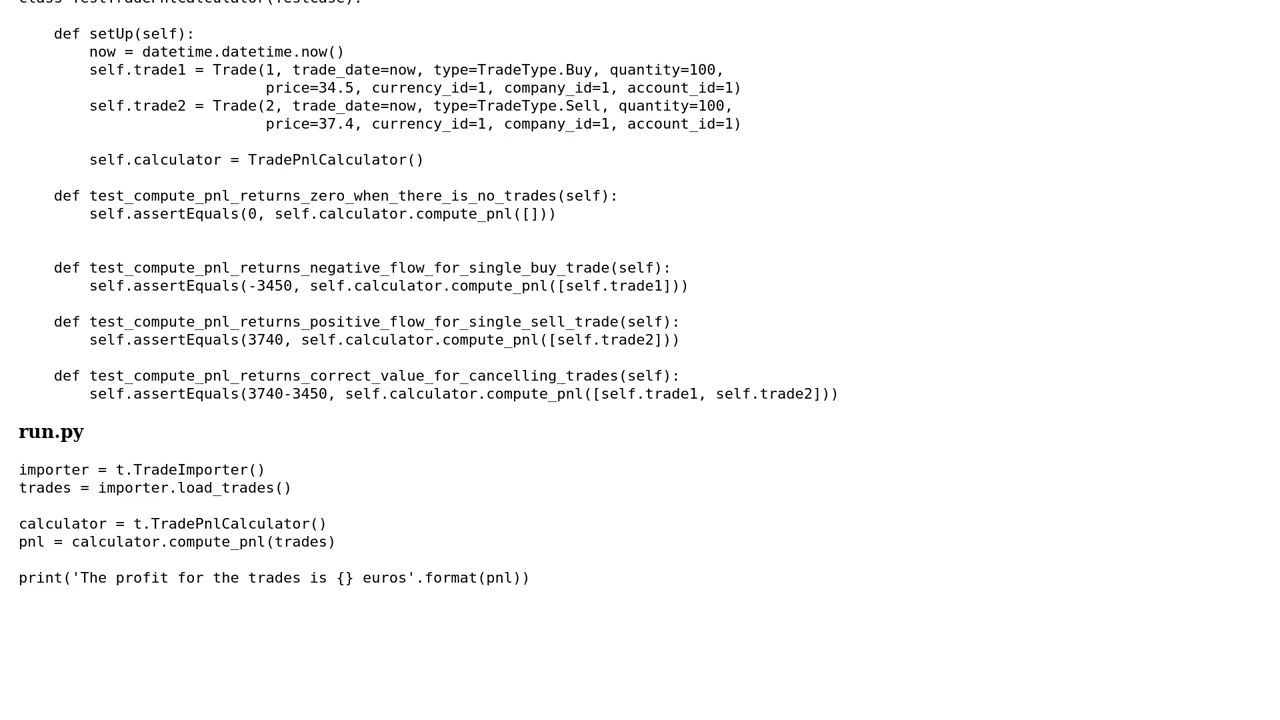 class TestTradePnlCalculator(TestCase):
    def setUp(self):
        now = datetime.datetime.now()
        self.trade1 = Trade(1, trade_date=now, type=TradeType.Buy, quantity=100,
                            price=34.5, currency_id=1, company_id=1, account_id=1)
        self.trade2 = Trade(2, trade_date=now, type=TradeType.Sell, quantity=100,
                            price=37.4, currency_id=1, company_id=1, account_id=1)
        self.calculator = TradePnlCalculator()
    def test_compute_pnl_returns_zero_when_there_is_no_trades(self):
        self.assertEquals(0, self.calculator.compute_pnl([]))
    def test_compute_pnl_returns_negative_flow_for_single_buy_trade(self):
        self.assertEquals(-3450, self.calculator.compute_pnl([self.trade1]))
    def test_compute_pnl_returns_positive_flow_for_single_sell_trade(self):
        self.assertEquals(3740, self.calculator.compute_pnl([self.trade2]))
    def test_compute_pnl_returns_correct_value_for_cancelling_trades(self):
        self.assertEquals(3740-3450, self.calculator.compute_pnl([self.trade1, self.trade2]))
run.py
importer = t.TradeImporter()
trades = importer.load_trades()
calculator = t.TradePnlCalculator()
pnl = calculator.compute_pnl(trades)
print('The profit for the trades is {} euros'.format(pnl))